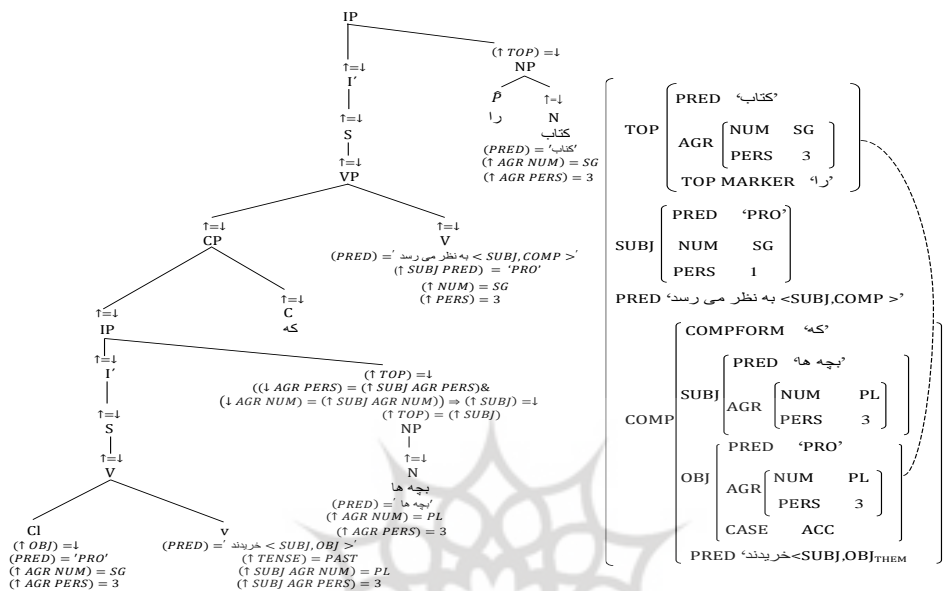 IP
(↑ TOP) =↓
NP
↑=↓
I´
P̂
را
↑=↓
N
کتاب
(PRED) = 'کتاب'
(↑ AGR NUM) = SG
(↑ AGR PERS) = 3
↑=↓
S
↑=↓
VP
↑=↓
CP
↑=↓
V
(PRED) =' به نظر می رسد < SUBJ, COMP >'
(↑ SUBJ PRED) = 'PRO'
(↑ NUM) = SG
(↑ PERS) = 3
↑=↓
IP
↑=↓
C
که
↑=↓
I´
(↑ TOP) =↓
((↓ AGR PERS) = (↑ SUBJ AGR PERS)&
(↓ AGR NUM) = (↑ SUBJ AGR NUM)) ⇒ (↑ SUBJ) =↓
(↑ TOP) = (↑ SUBJ)
NP
↑=↓
N
بچه ها
(PRED) =' بچه ها'
(↑ AGR NUM) = PL
(↑ AGR PERS) = 3
↑=↓
S
↑=↓
V
Cl
(↑ OBJ) =↓
(PRED) = 'PRO'
(↑ AGR NUM) = SG
(↑ AGR PERS) = 3
v
(PRED) =' خریدند < SUBJ, OBJ >'
(↑ TENSE) = PAST
(↑ SUBJ AGR NUM) = PL
(↑ SUBJ AGR PERS) = 3
TOP
PRED ‘کتاب’
AGR
NUM SG
PERS 3
TOP MARKER ‘را’
SUBJ
PRED ‘PRO’
NUM SG
PERS 1
PRED ‘به نظر می رسد <SUBJ,COMP >’
COMP
COMPFORM ‘که’
SUBJ
PRED ‘بچه ها’
AGR
NUM PL
PERS 3
OBJ
PRED ‘PRO’
AGR
NUM PL
PERS 3
CASE ACC
PRED ‘خریدند<SUBJ,OBJTHEM